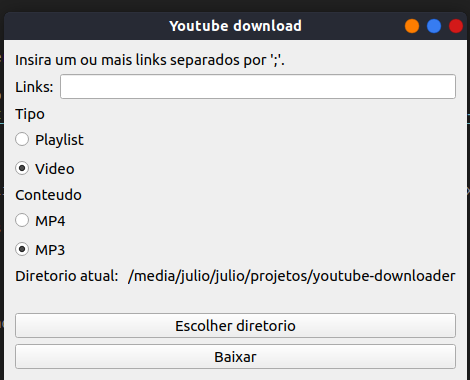 Youtube download
Insira um ou mais links separados por ';'.
Links:
Tipo
Playlist
Video
Conteudo
MP4
MP3
Diretorio atual: /media/julio/julio/projetos/youtube-downloader
Escolher diretorio
Baixar